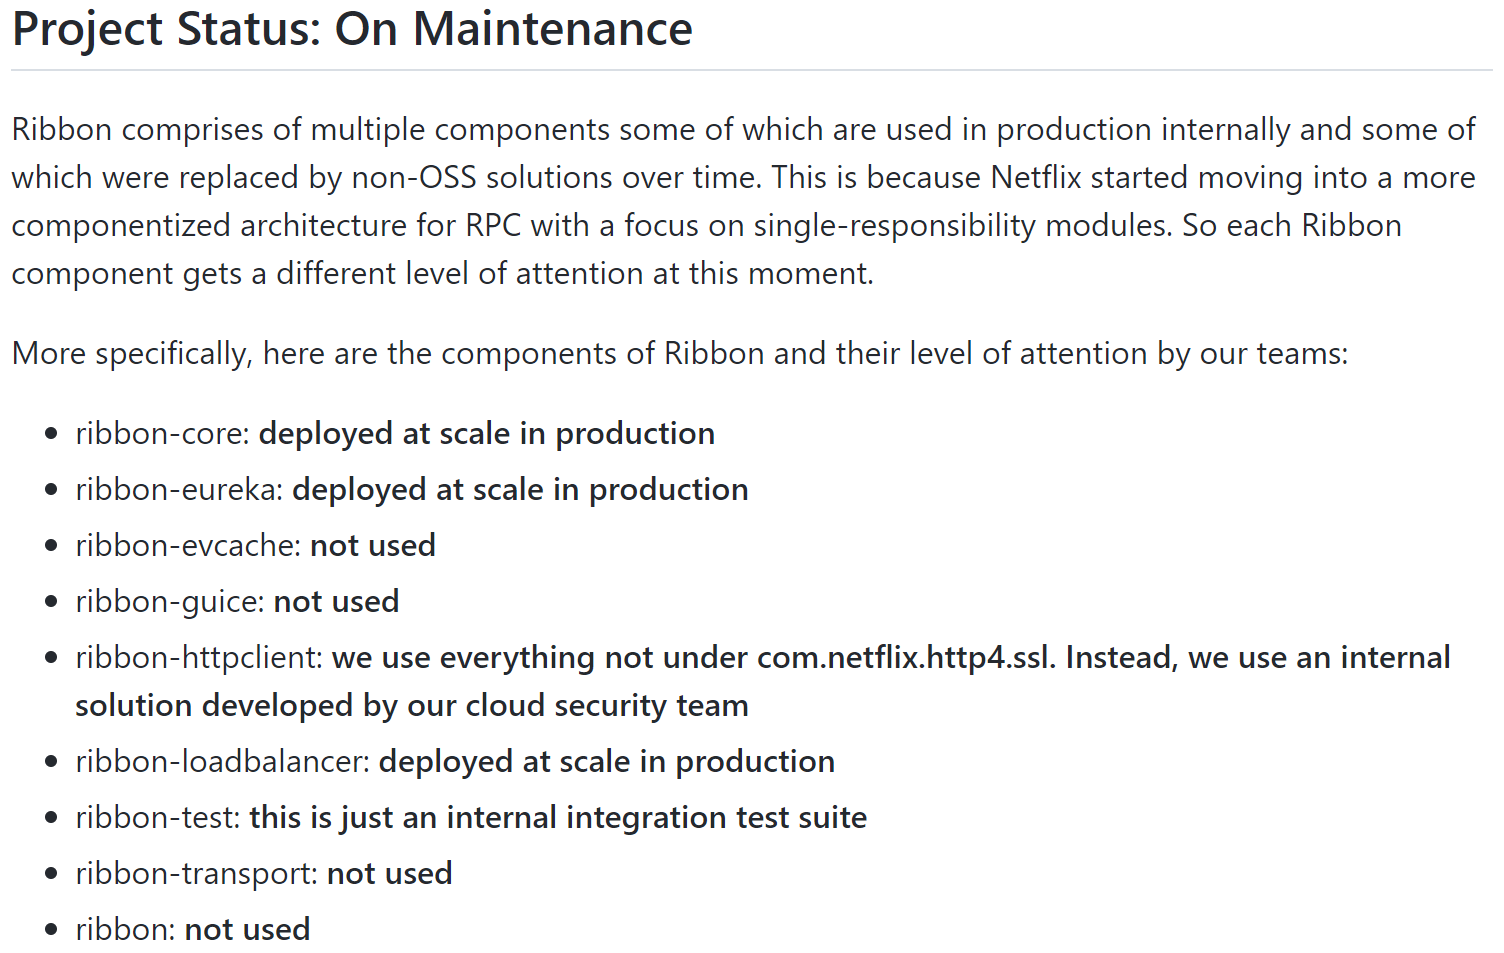 Project Status: On Maintenance
Ribbon comprises of multiple components some of which are used in production internally and some of
which were replaced by non-OSS solutions over time. This is because Netflix started moving into a more
componentized architecture for RPC with a focus on single-responsibility modules. So each Ribbon
component gets a different level of attention at this moment.
More specifically, here are the components of Ribbon and their level of attention by our teams:
• ribbon-core: deployed at scale in production
• ribbon-eureka: deployed at scale in production
• ribbon-evcache: not used
• ribbon-guice: not used
• ribbon-httpclient: we use everything not under com.netflix.http4.ssl. Instead, we use an internal
solution developed by our cloud security team
• ribbon-loadbalancer: deployed at scale in production
• ribbon-test: this is just an internal integration test suite
• ribbon-transport: not used
• ribbon: not used